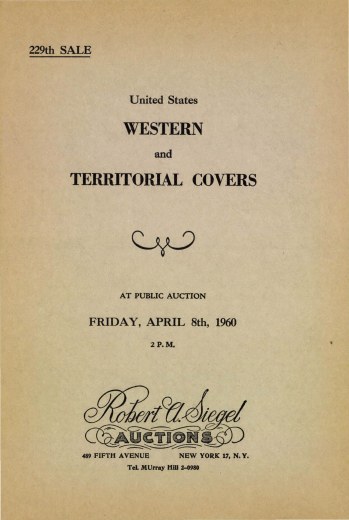 229th SALE
United States
WESTERN
and
TERRITORIAL COVERS
AT PUBLIC AUCTION
FRIDAY, APRIL 8th, 1960
2 P. M.
Robert A. Siegel
AUCTIONS
489 FIFTH AVENUE NEW YORK 17, N. Y.
Tel. MUrray Hill 2-0980